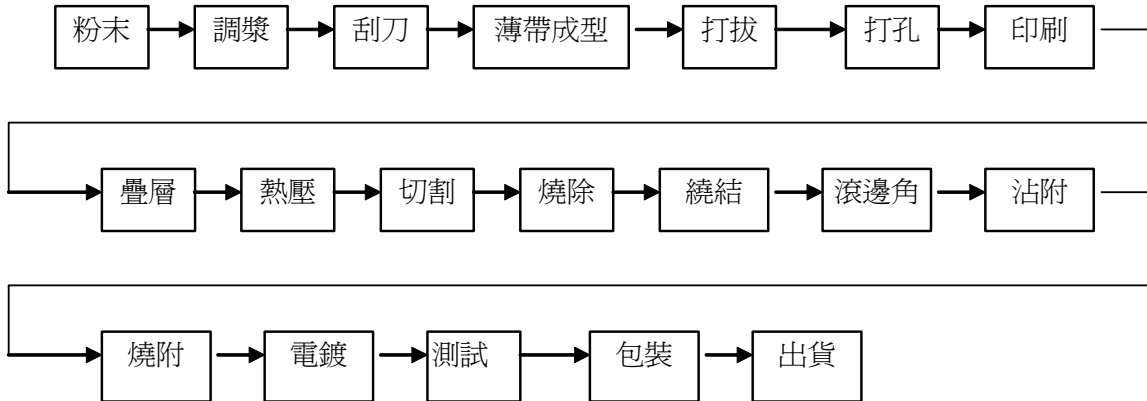 粉末 調漿 刮刀 薄帶成型 打拔 打孔 印刷
疊層 熱壓 切割 燒除 繞結 滾邊角 沾附
燒附 電鍍 測試 包裝 出貨